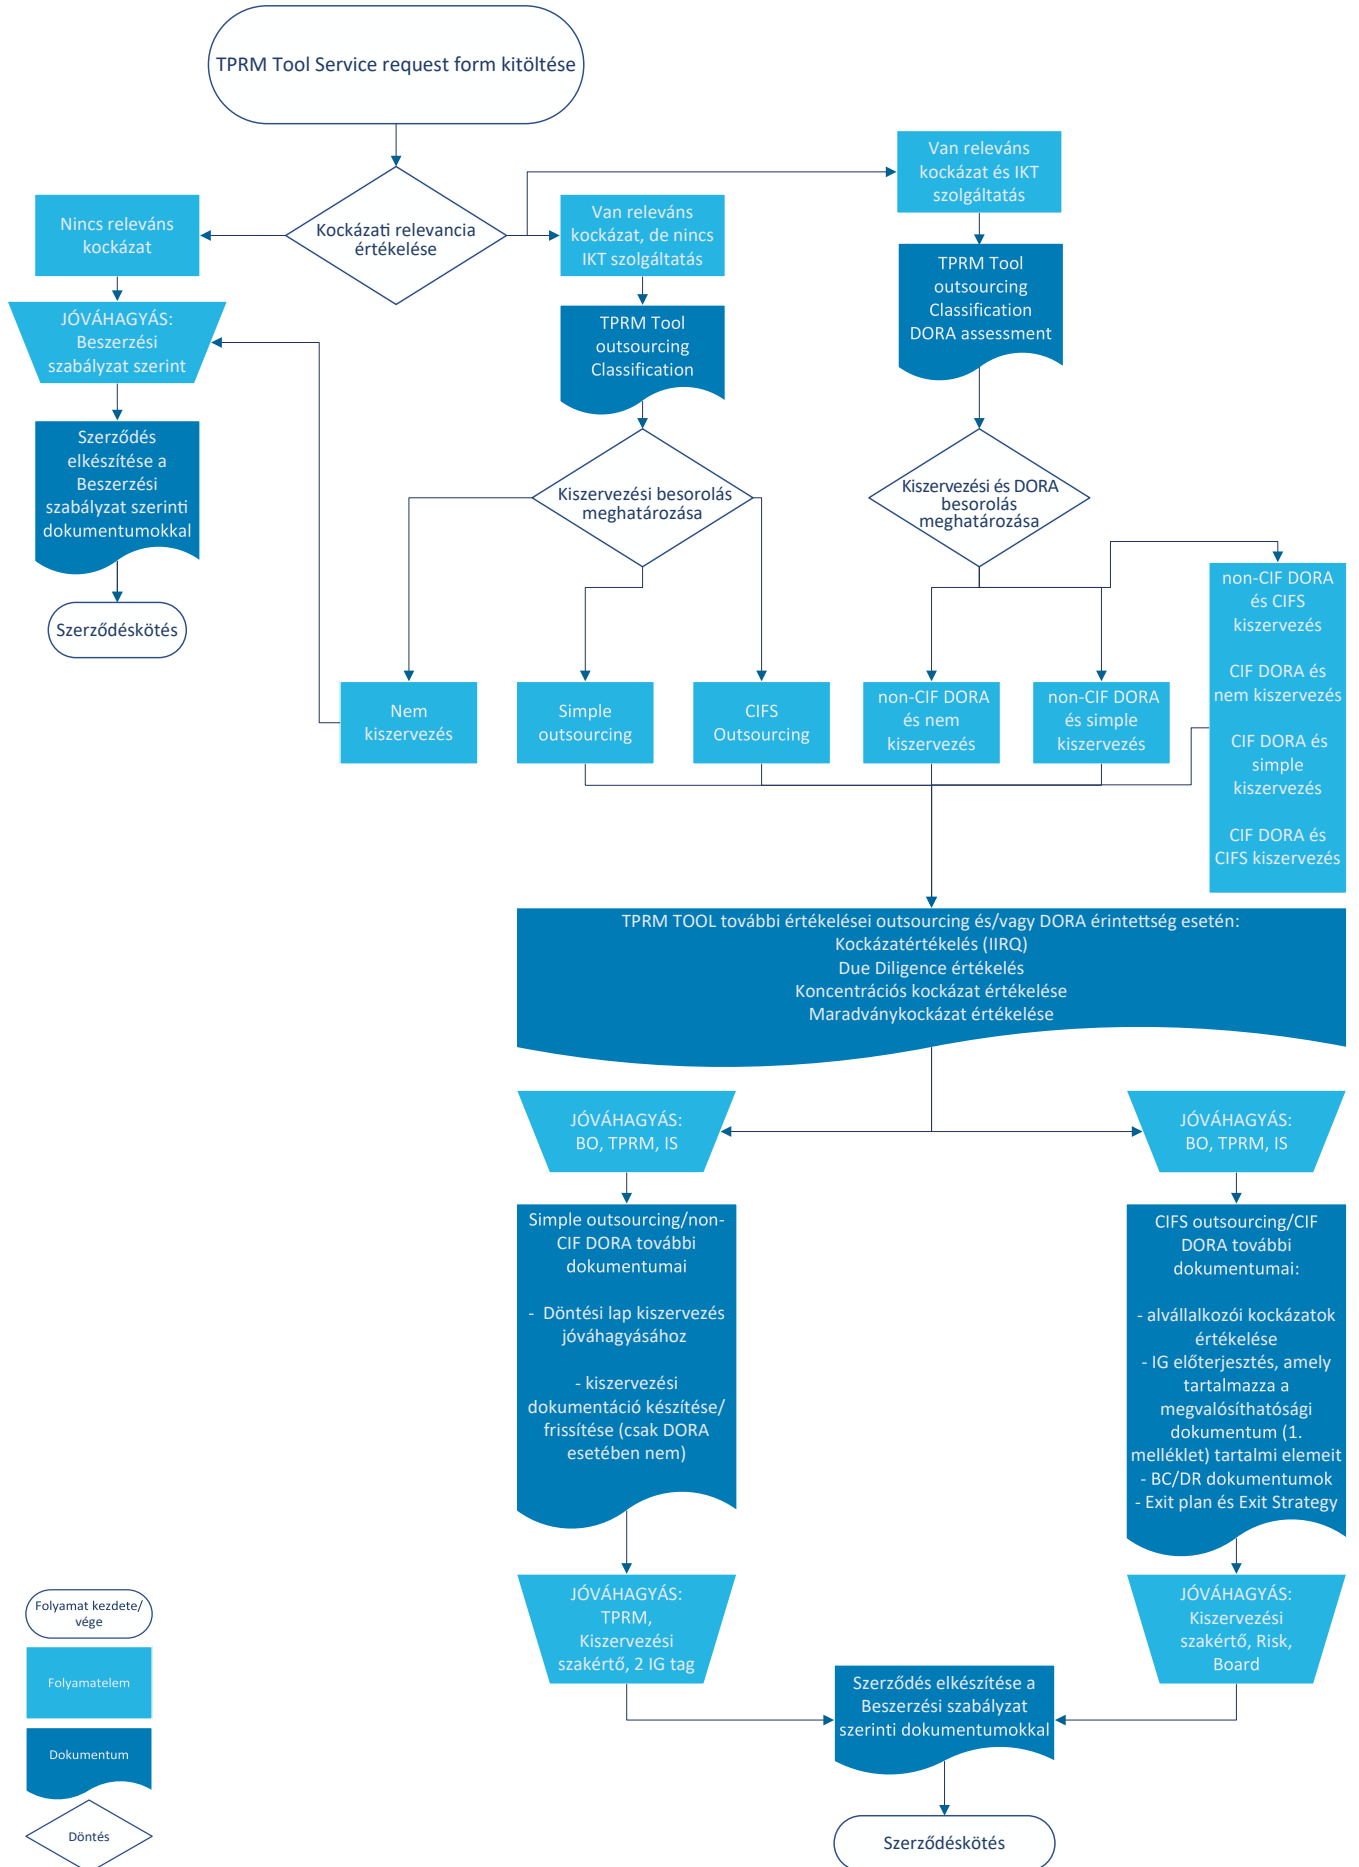 TPRM Tool Service request form kitöltése
Kockázati relevancia
értékelése
Nincs releváns
kockázat
JÓVÁHAGYÁS:
Beszerzési
szabályzat szerint
Szerződés
elkészítése a
Beszerzési
szabályzat szerinti
dokumentumokkal
Szerződéskötés
Van releváns
kockázat, de nincs
IKT szolgáltatás
TPRM Tool
outsourcing
Classification
Kiszervezési besorolás
meghatározása
Van releváns
kockázat és IKT
szolgáltatás
TPRM Tool
outsourcing
Classification
DORA assessment
Kiszervezési és DORA
besorolás
meghatározása
Nem
kiszervezés
Simple
outsourcing
CIFS
Outsourcing
non-CIF DORA
és nem
kiszervezés
non-CIF DORA
és simple
kiszervezés
non-CIF DORA
és CIFS
kiszervezés
CIF DORA és
nem kiszervezés
CIF DORA és
simple
kiszervezés
CIF DORA és
CIFS kiszervezés
TPRM TOOL további értékelései outsourcing és/vagy DORA érintettség esetén:
Kockázatértékelés (IIRQ)
Due Diligence értékelés
Koncentrációs kockázat értékelése
Maradványkockázat értékelése
JÓVÁHAGYÁS:
BO, TPRM, IS
Simple outsourcing/non-
CIF DORA további
dokumentumai
- Döntési lap kiszervezés
jóváhagyásához
- kiszervezési
dokumentáció készítése/
frissítése (csak DORA
esetében nem)
JÓVÁHAGYÁS:
TPRM,
Kiszervezési
szakértő, 2 IG tag
JÓVÁHAGYÁS:
BO, TPRM, IS
CIFS outsourcing/CIF
DORA további
dokumentumai:
- alvállalkozói kockázatok
értékelése
- IG előterjesztés, amely
tartalmazza a
megvalósíthatósági
dokumentum (1.
melléklet) tartalmi elemeit
- BC/DR dokumentumok
- Exit plan és Exit Strategy
JÓVÁHAGYÁS:
Kiszervezési
szakértő, Risk,
Board
Szerződés elkészítése a
Beszerzési szabályzat
szerinti dokumentumokkal
Szerződéskötés
Folyamat kezdete/
vége
Folyamatelem
Dokumentum
Döntés